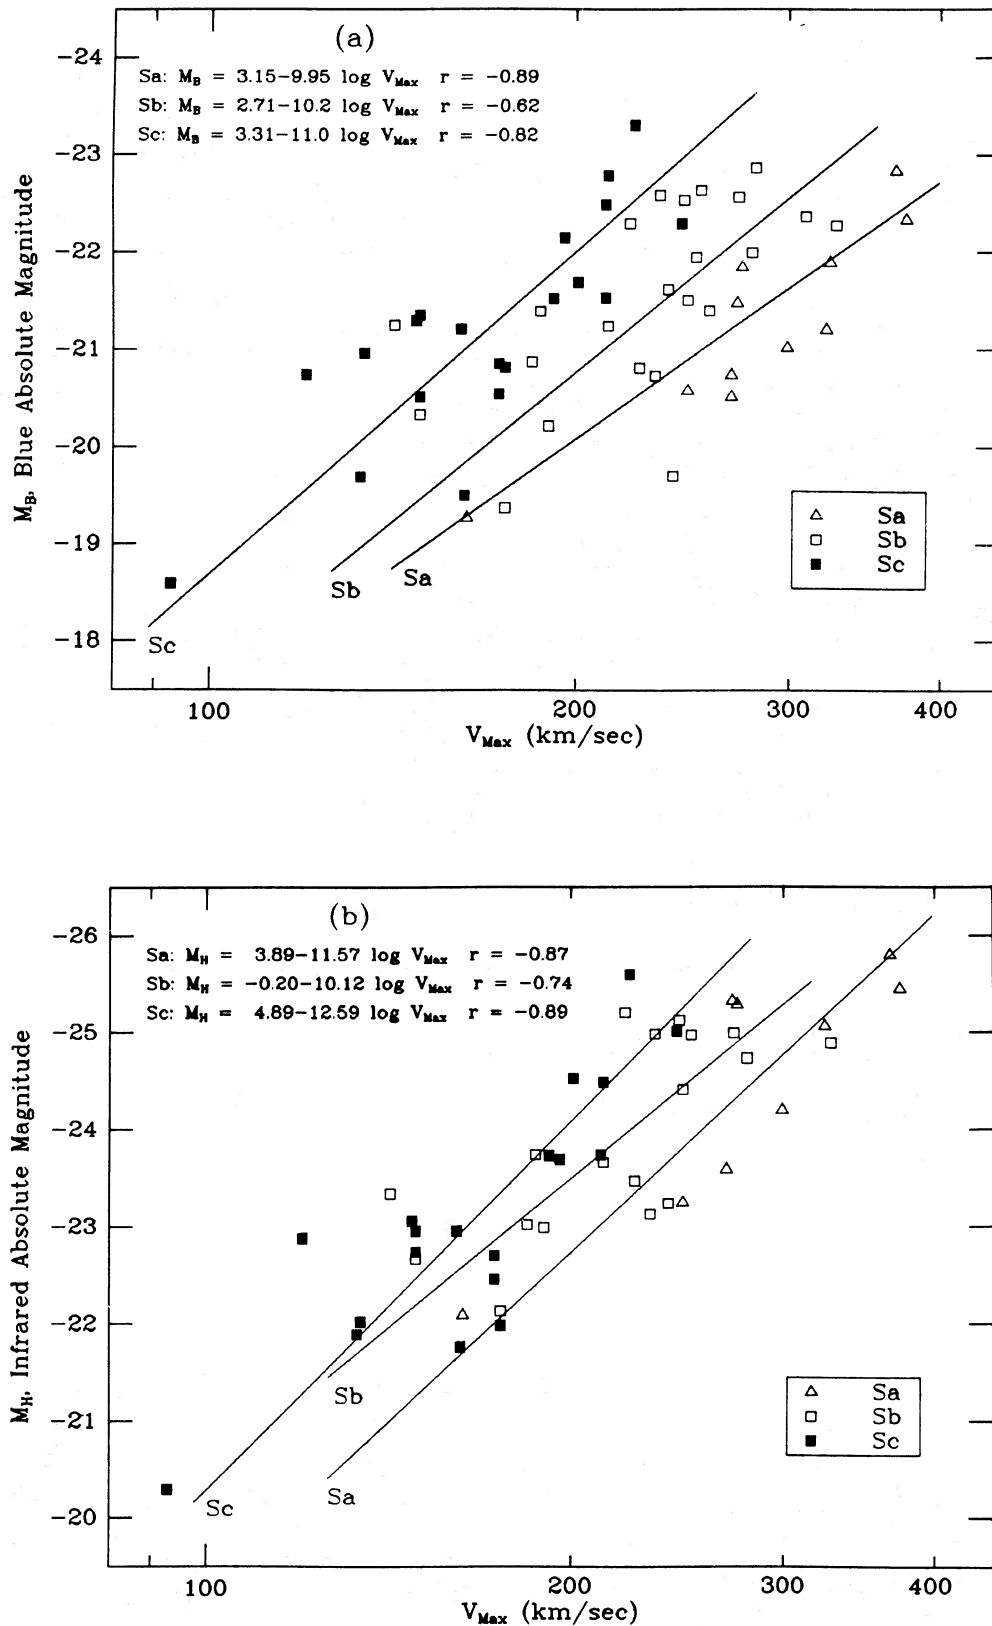 (a)
-24
Sa: M_B = 3.15-9.95 log V_Max r = -0.89
Sb: M_B = 2.71-10.2 log V_Max r = -0.62
Sc: M_B = 3.31-11.0 log V_Max r = -0.82
-23
-22
-21
-20
-19
-18
M_B, Blue Absolute Magnitude
Sa
Sb
Sc
Sa
Sb
Sc
100
200
300
400
V_Max (km/sec)
(b)
-26
Sa: M_H = 3.89-11.57 log V_Max r = -0.87
Sb: M_H = -0.20-10.12 log V_Max r = -0.74
Sc: M_H = 4.89-12.59 log V_Max r = -0.89
-25
-24
-23
-22
-21
-20
M_H, Infrared Absolute Magnitude
Sb
Sa
Sc
Sa
Sb
Sc
100
200
300
400
V_Max (km/sec)